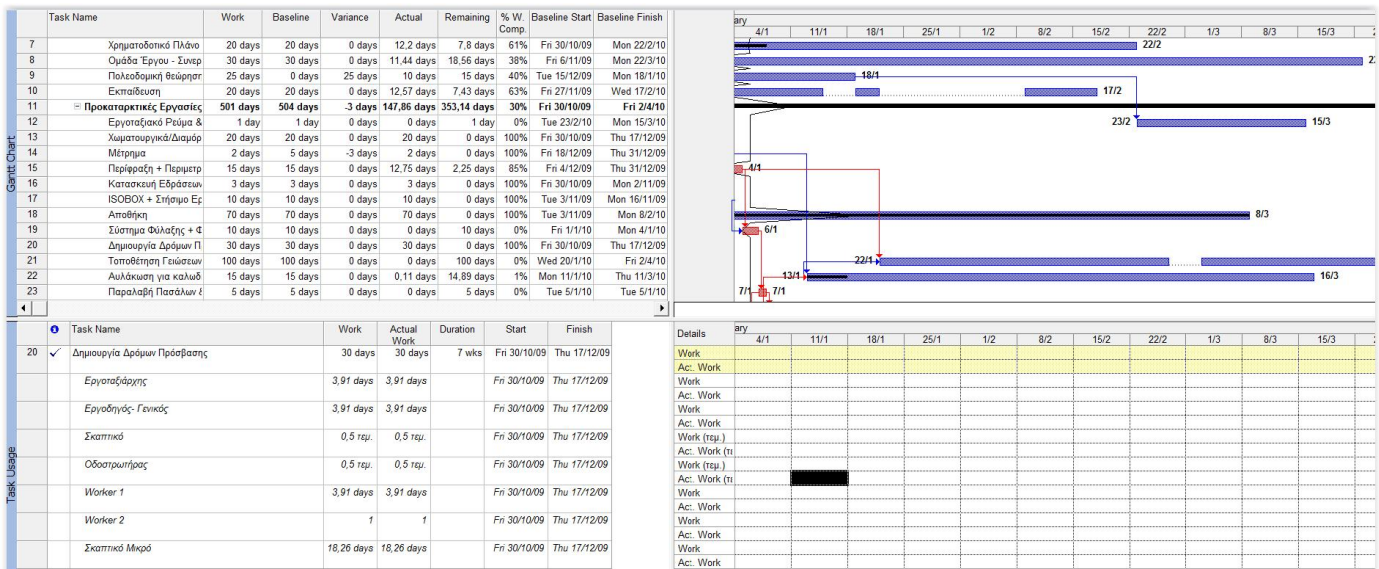 Task Name Work Baseline Variance Actual Remaining % W. Comp. Baseline Start Baseline Finish
ary
4/1 11/1 18/1 25/1 1/2 8/2 15/2 22/2 1/3 8/3 15/3
7 Χρηματοδοτικό Πλάνο 20 days 20 days 0 days 12,2 days 7,8 days 61% Fri 30/10/09 Mon 22/2/10 22/2
8 Ομάδα Έργου - Συνερ 30 days 30 days 0 days 11,44 days 18,56 days 38% Fri 6/11/09 Mon 22/3/10
9 Πολεοδομική θεώρησr 25 days 0 days 25 days 10 days 15 days 40% Tue 15/12/09 Mon 18/1/10 18/1
10 Εκπαίδευση 20 days 20 days 0 days 12,57 days 7,43 days 63% Fri 27/11/09 Wed 17/2/10 17/2
11 Προκαταρκτικές Εργασίες 501 days 504 days -3 days 147,86 days 353,14 days 30% Fri 30/10/09 Fri 2/4/10
12 Εργοταξιακό Ρεύμα & 1 day 1 day 0 days 0 days 1 day 0% Tue 23/2/10 Mon 15/3/10 23/2 15/3
13 Χωματουργικά/Διαμόρ 20 days 20 days 0 days 20 days 0 days 100% Fri 30/10/09 Thu 17/12/09
14 Μέτρημα 2 days 5 days -3 days 2 days 0 days 100% Fri 18/12/09 Thu 31/12/09
15 Περίφραξη + Περιμετρ 15 days 15 days 0 days 12,75 days 2,25 days 85% Fri 4/12/09 Thu 31/12/09 4/1
16 Κατασκευή Εδράσεων 3 days 3 days 0 days 3 days 0 days 100% Fri 30/10/09 Mon 2/11/09
17 ISOBOX + Στήσιμο Εр 10 days 10 days 0 days 10 days 0 days 100% Tue 3/11/09 Mon 16/11/09
18 Αποθήκη 70 days 70 days 0 days 70 days 0 days 100% Tue 3/11/09 Mon 8/2/10 8/3
19 Σύστημα Φύλαξης + Φ 10 days 10 days 0 days 0 days 10 days 0% Fri 1/1/10 Mon 4/1/10 6/1
20 Δημιουργία Δρόμων Π 30 days 30 days 0 days 30 days 0 days 100% Fri 30/10/09 Thu 17/12/09
21 Τοποθέτηση Γειώσεων 100 days 100 days 0 days 0 days 100 days 0% Wed 20/1/10 Fri 2/4/10 22/1
22 Αυλάκωση για καλωδ 15 days 15 days 0 days 0,11 days 14,89 days 1% Mon 11/1/10 Thu 11/3/10 13/1 16/3
23 Παραλαβή Πασάλων έ 5 days 5 days 0 days 0 days 5 days 0% Tue 5/1/10 Tue 5/1/10 7/1 7/1
Gantt Chart
Task Name Work Actual Work Duration Start Finish Details
ary
4/1 11/1 18/1 25/1 1/2 8/2 15/2 22/2 1/3 8/3 15/3
20 Δημιουργία Δρόμων Πρόσβασης 30 days 30 days 7 wks Fri 30/10/09 Thu 17/12/09 Work
Act. Work
Εργοταξιάρχης 3,91 days 3,91 days Fri 30/10/09 Thu 17/12/09 Work
Act. Work
Εργοδηγός- Γενικός 3,91 days 3,91 days Fri 30/10/09 Thu 17/12/09 Work
Act. Work
Σκαπτικό 0,5 τεμ. 0,5 τεμ. Fri 30/10/09 Thu 17/12/09 Work (τεμ.)
Act. Work (τε
Οδοστρωτήρας 0,5 τεμ. 0,5 τεμ. Fri 30/10/09 Thu 17/12/09 Work (τεμ.)
Act. Work (τε
Worker 1 3,91 days 3,91 days Fri 30/10/09 Thu 17/12/09 Work
Act. Work
Worker 2 1 1 Fri 30/10/09 Thu 17/12/09 Work
Act. Work
Σκαπτικό Μικρό 18,26 days 18,26 days Fri 30/10/09 Thu 17/12/09 Work
Act. Work
Task Usage